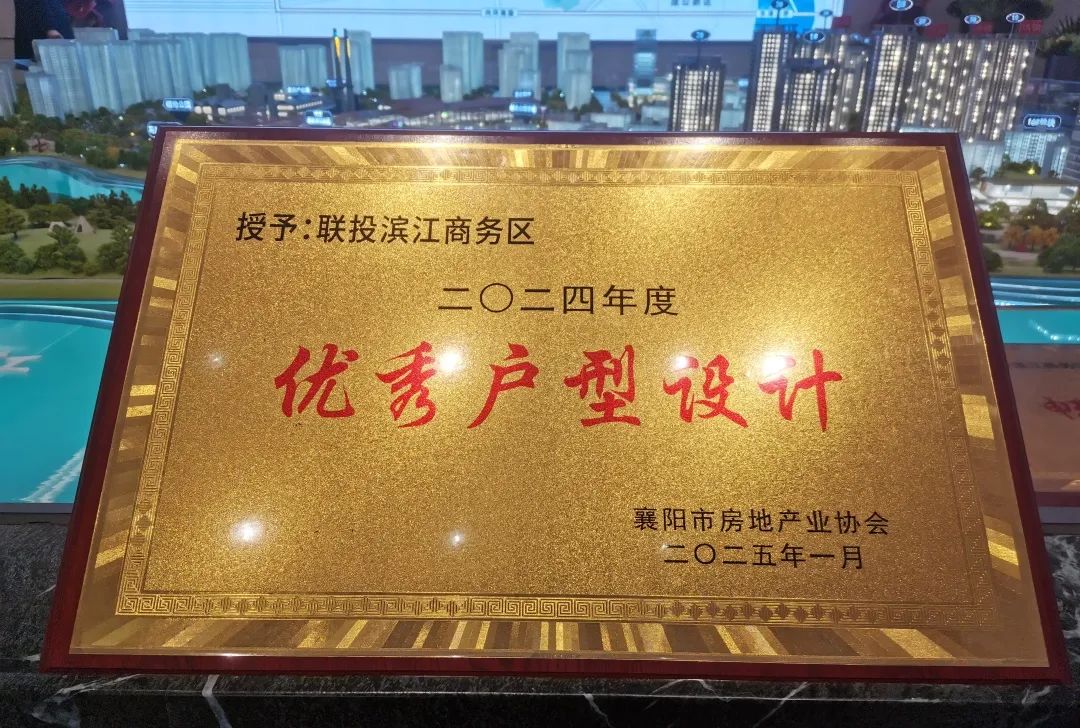 授予:联投滨江商务区
二〇二四年度
优秀户型设计
襄阳市房地产业协会
二〇二五年一月